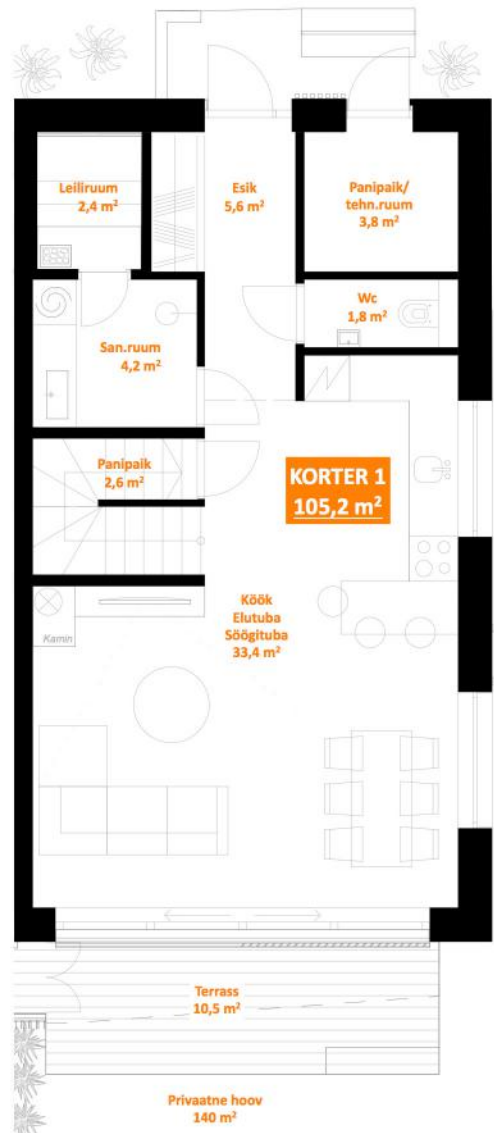 Leiliruum
2,4 m²
Esik
5,6 m²
Panipaik/
tehn.ruum
3,8 m²
Wc
1,8 m²
San.ruum
4,2 m²
Panipaik
2,6 m²
KORTER 1
105,2 m²
Köök
Elutuba
Söögituba
33,4 m²
Kamin
Terrass
10,5 m²
Privaatne hoov
140 m²